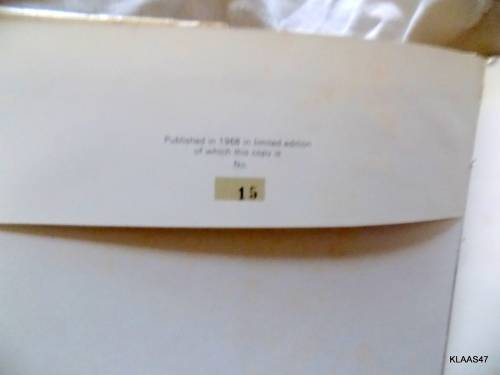 Published in 1968 in limited edition
of which this copy is
No.
15
KLAAS47